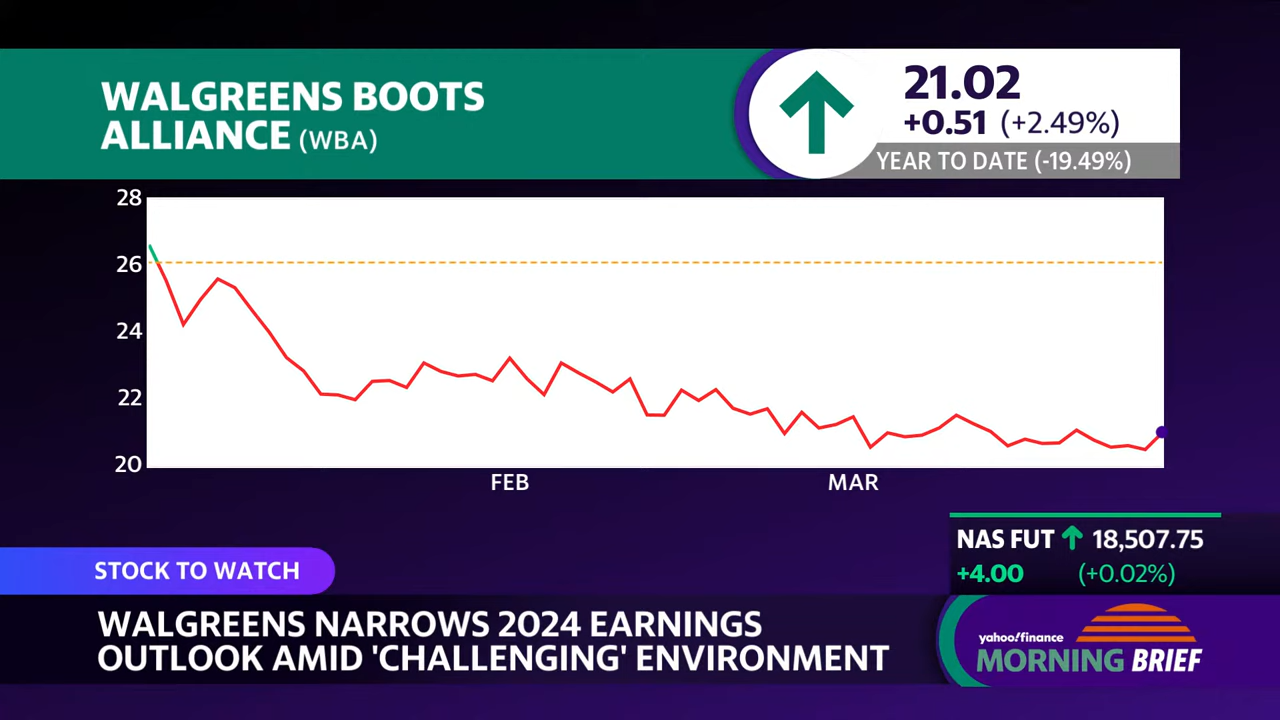 WALGREENS BOOTS
ALLIANCE (WBA)
21.02
+0.51 (+2.49%)
YEAR TO DATE (-19.49%)
28
26
24
22
20
FEB MAR
NAS FUT 18,507.75
+4.00 (+0.02%)
STOCK TO WATCH
WALGREENS NARROWS 2024 EARNINGS
OUTLOOK AMID 'CHALLENGING' ENVIRONMENT
yahoo!finance
MORNING BRIEF